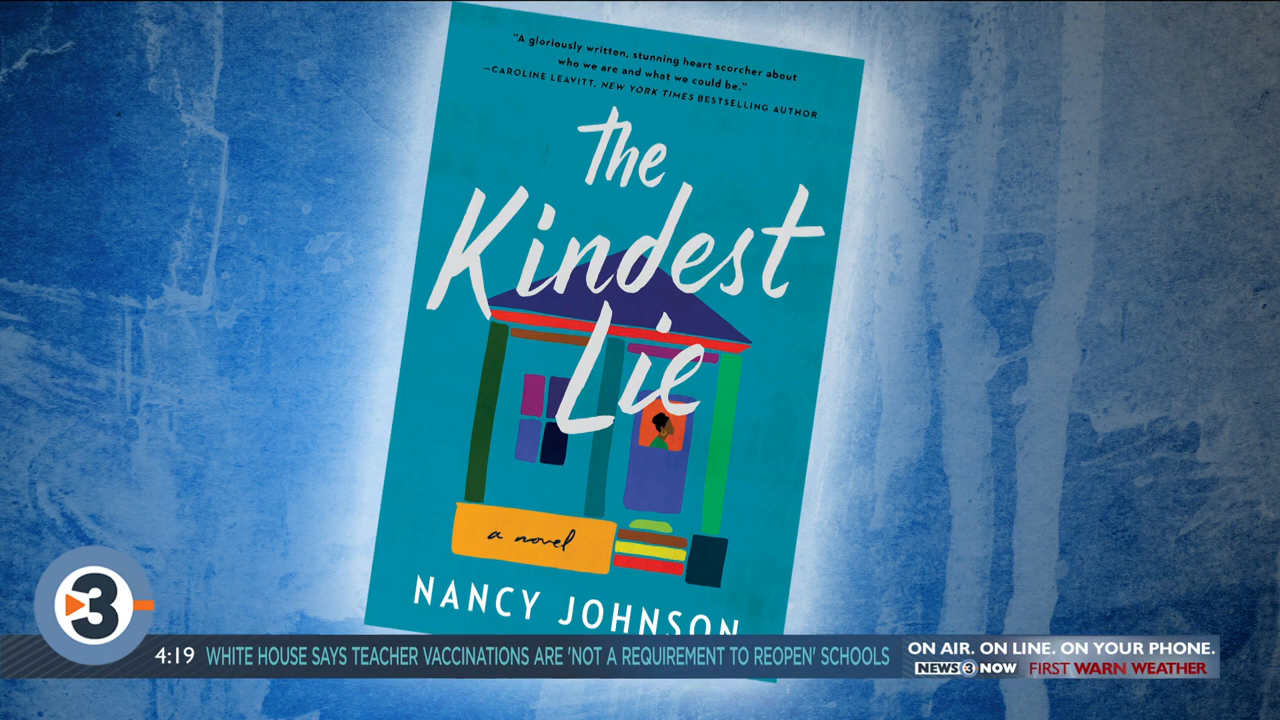 "A gloriously written, stunning heart scorcher about
who we are and what we could be."
—CAROLINE LEAVITT, NEW YORK TIMES BESTSELLING AUTHOR
The
Kindest
Lie
a novel
NANCY JOHNSON
3
4:19 WHITE HOUSE SAYS TEACHER VACCINATIONS ARE 'NOT A REQUIREMENT TO REOPEN' SCHOOLS
ON AIR. ON LINE. ON YOUR PHONE.
NEWS 3 NOW FIRST WARN WEATHER